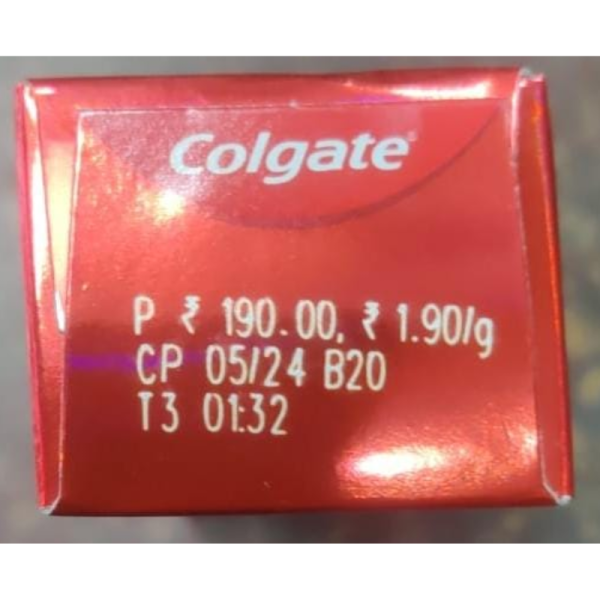 Colgate®
P ₹ 190.00, ₹ 1.90/g
CP 05/24 B20
T3 01:32